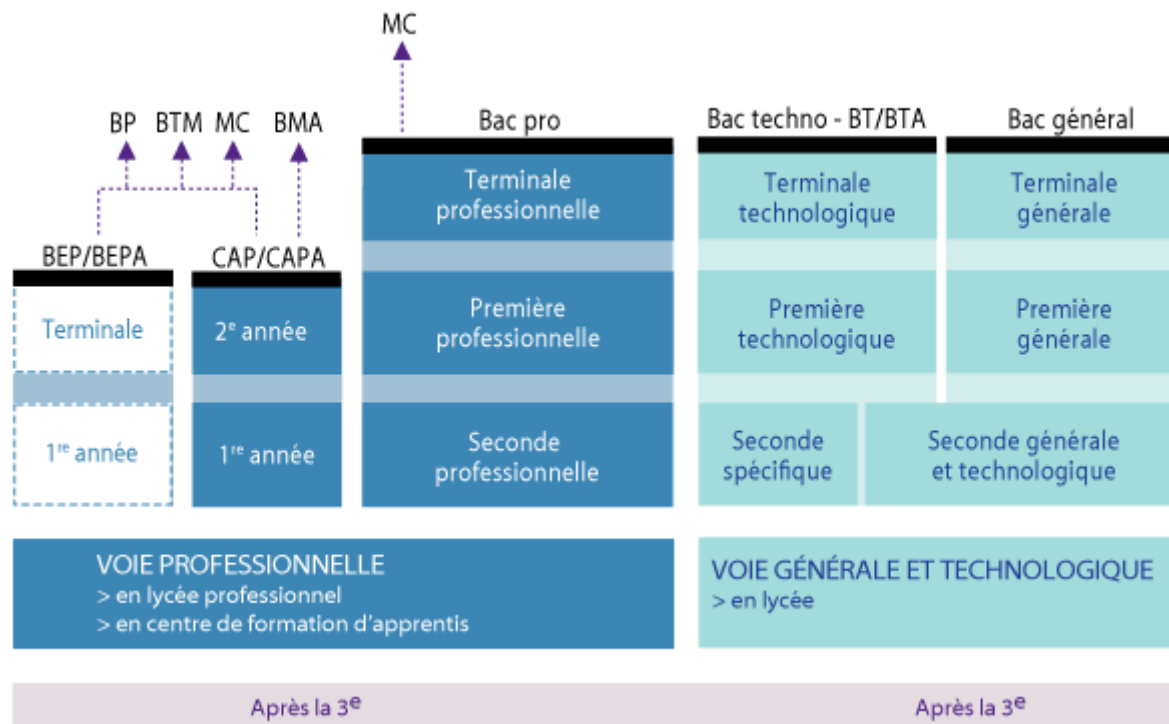 MC
BP BTM MC BMA
Bac pro
Bac techno - BT/BTA
Bac général
BEP/BEPA
CAP/CAPA
Terminale
professionnelle
Terminale
technologique
Terminale
générale
Terminale
2e année
Première
professionnelle
Première
technologique
Première
générale
1re année
1re année
Seconde
professionnelle
Seconde
spécifique
Seconde générale
et technologique
VOIE PROFESSIONNELLE
> en lycée professionnel
> en centre de formation d'apprentis
VOIE GÉNÉRALE ET TECHNOLOGIQUE
> en lycée
Après la 3e
Après la 3e